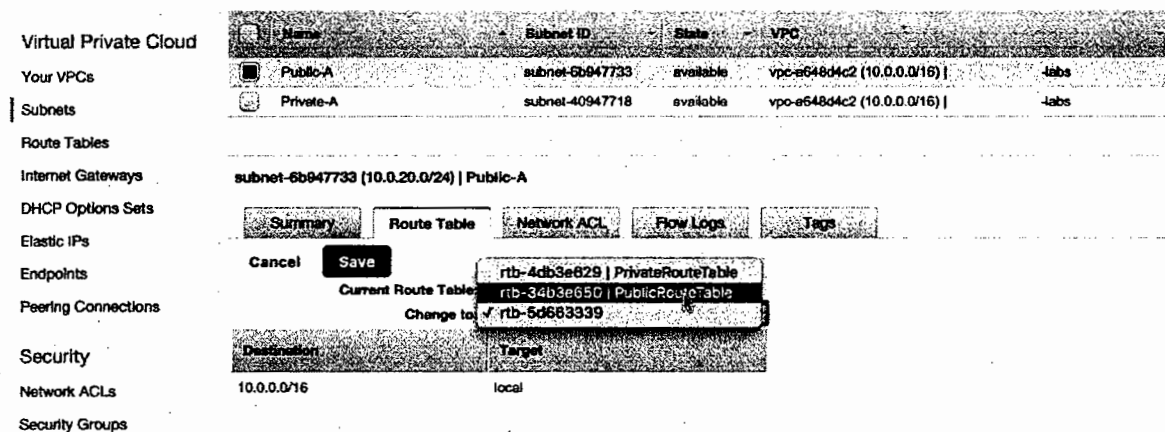 Virtual Private Cloud
Your VPCs
Subnets
Route Tables
Internet Gateways
DHCP Options Sets
Elastic IPs
Endpoints
Peering Connections
Security
Network ACLs
Security Groups
Name Subnet ID State VPC
Public-A subnet-6b947733 available vpc-a648d4c2 (10.0.0.0/16) | -labs
Private-A subnet-40947718 available vpc-a648d4c2 (10.0.0.0/16) | -labs
subnet-6b947733 (10.0.20.0/24) | Public-A
Summary Route Table Network ACL Flow Logs Tags
Cancel Save
Current Route Table:
Change to:
rtb-4db3e629 | PrivateRouteTable
rtb-34b3e650 | PublicRouteTable
✓ rtb-5d663339
Destination Target
10.0.0.0/16 local